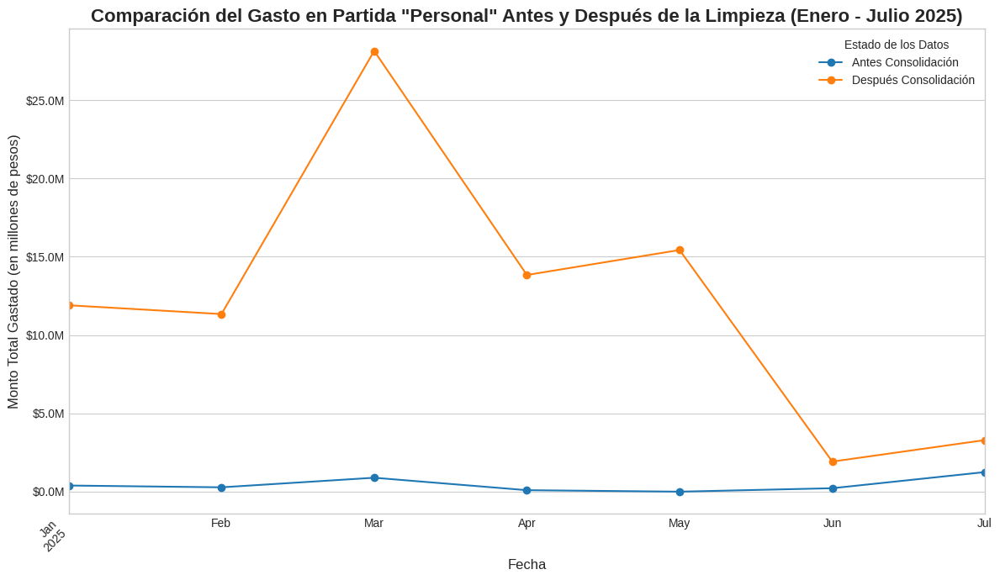 Comparación del Gasto en Partida "Personal" Antes y Después de la Limpieza (Enero - Julio 2025)
Estado de los Datos
Antes Consolidación
Después Consolidación
Monto Total Gastado (en millones de pesos)
$25.0M
$20.0M
$15.0M
$10.0M
$5.0M
$0.0M
Jan
2025
Feb
Mar
Apr
May
Jun
Jul
Fecha